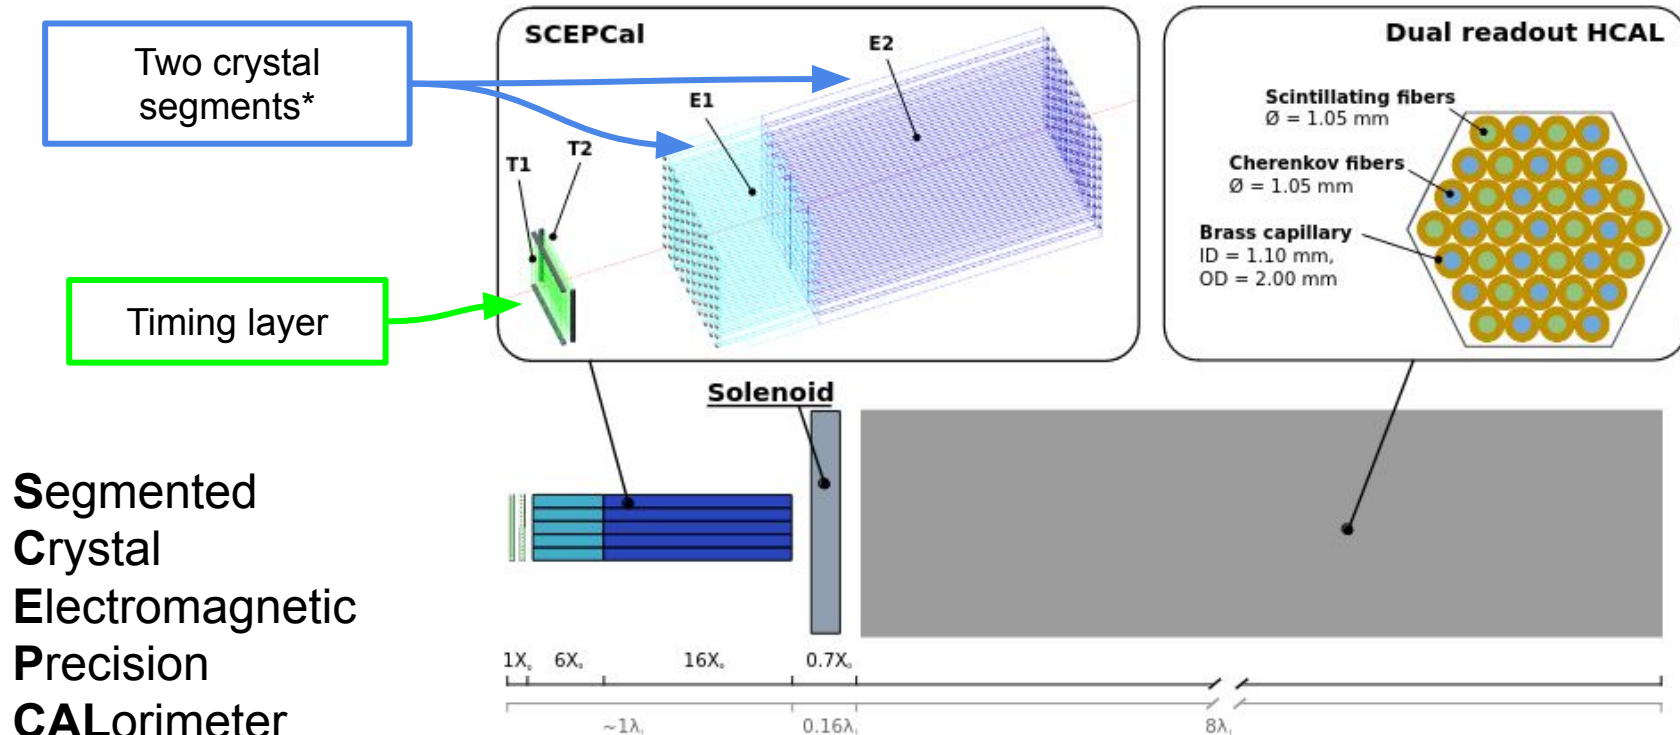 Two crystal
segments*
Timing layer
Segmented
Crystal
Electromagnetic
Precision
CALorimeter
SCEPCal
T1
T2
E1
E2
Dual readout HCAL
Scintillating fibers
Ø = 1.05 mm
Cherenkov fibers
Ø = 1.05 mm
Brass capillary
ID = 1.10 mm,
OD = 2.00 mm
Solenoid
1X₀ 6X₀ 16X₀ 0.7X₀
~1λᵢ 0.16λᵢ 8λᵢ